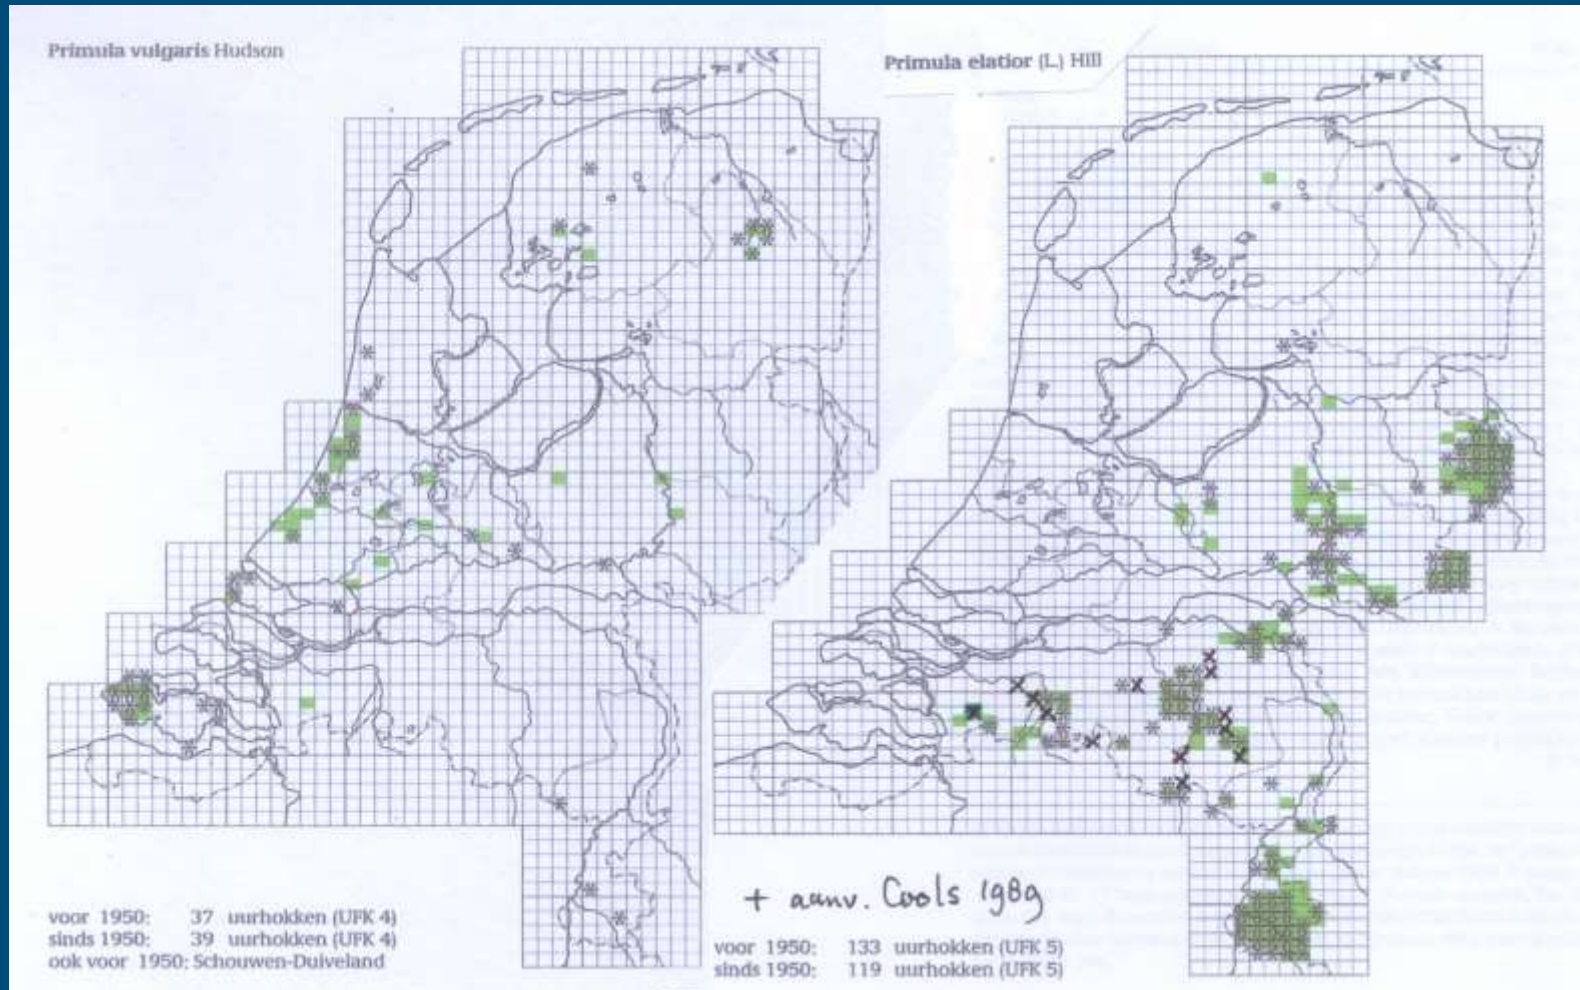 Primula vulgaris Hudson
voor 1950: 37 uurhokken (UFK 4)
sinds 1950: 39 uurhokken (UFK 4)
ook voor 1950: Schouwen-Duiveland
Primula elatior (L.) Hill
+ aanv. Cools 1989
voor 1950: 133 uurhokken (UFK 5)
sinds 1950: 119 uurhokken (UFK 5)